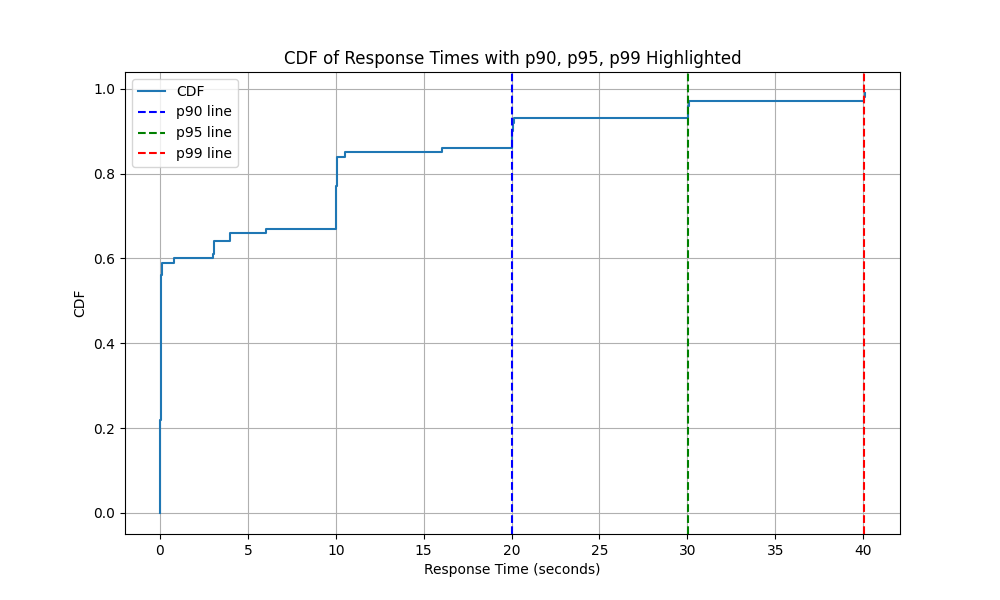 CDF of Response Times with p90, p95, p99 Highlighted
CDF
p90 line
p95 line
p99 line
1.0
0.8
0.6
0.4
0.2
0.0
CDF
0 5 10 15 20 25 30 35 40
Response Time (seconds)